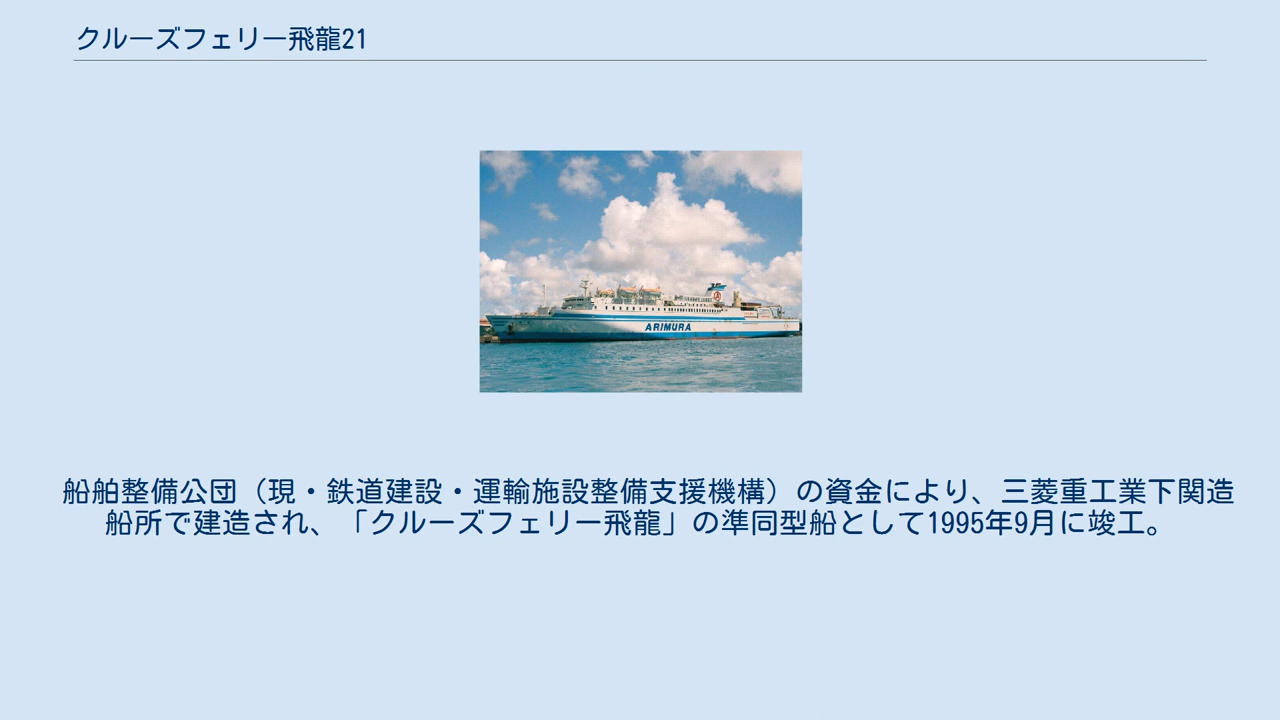 クルーズフェリー飛龍21
ARIMURA
船舶整備公団（現・鉄道建設・運輸施設整備支援機構）の資金により、三菱重工業下関造
船所で建造され、「クルーズフェリー飛龍」の準同型船として1995年9月に竣工。